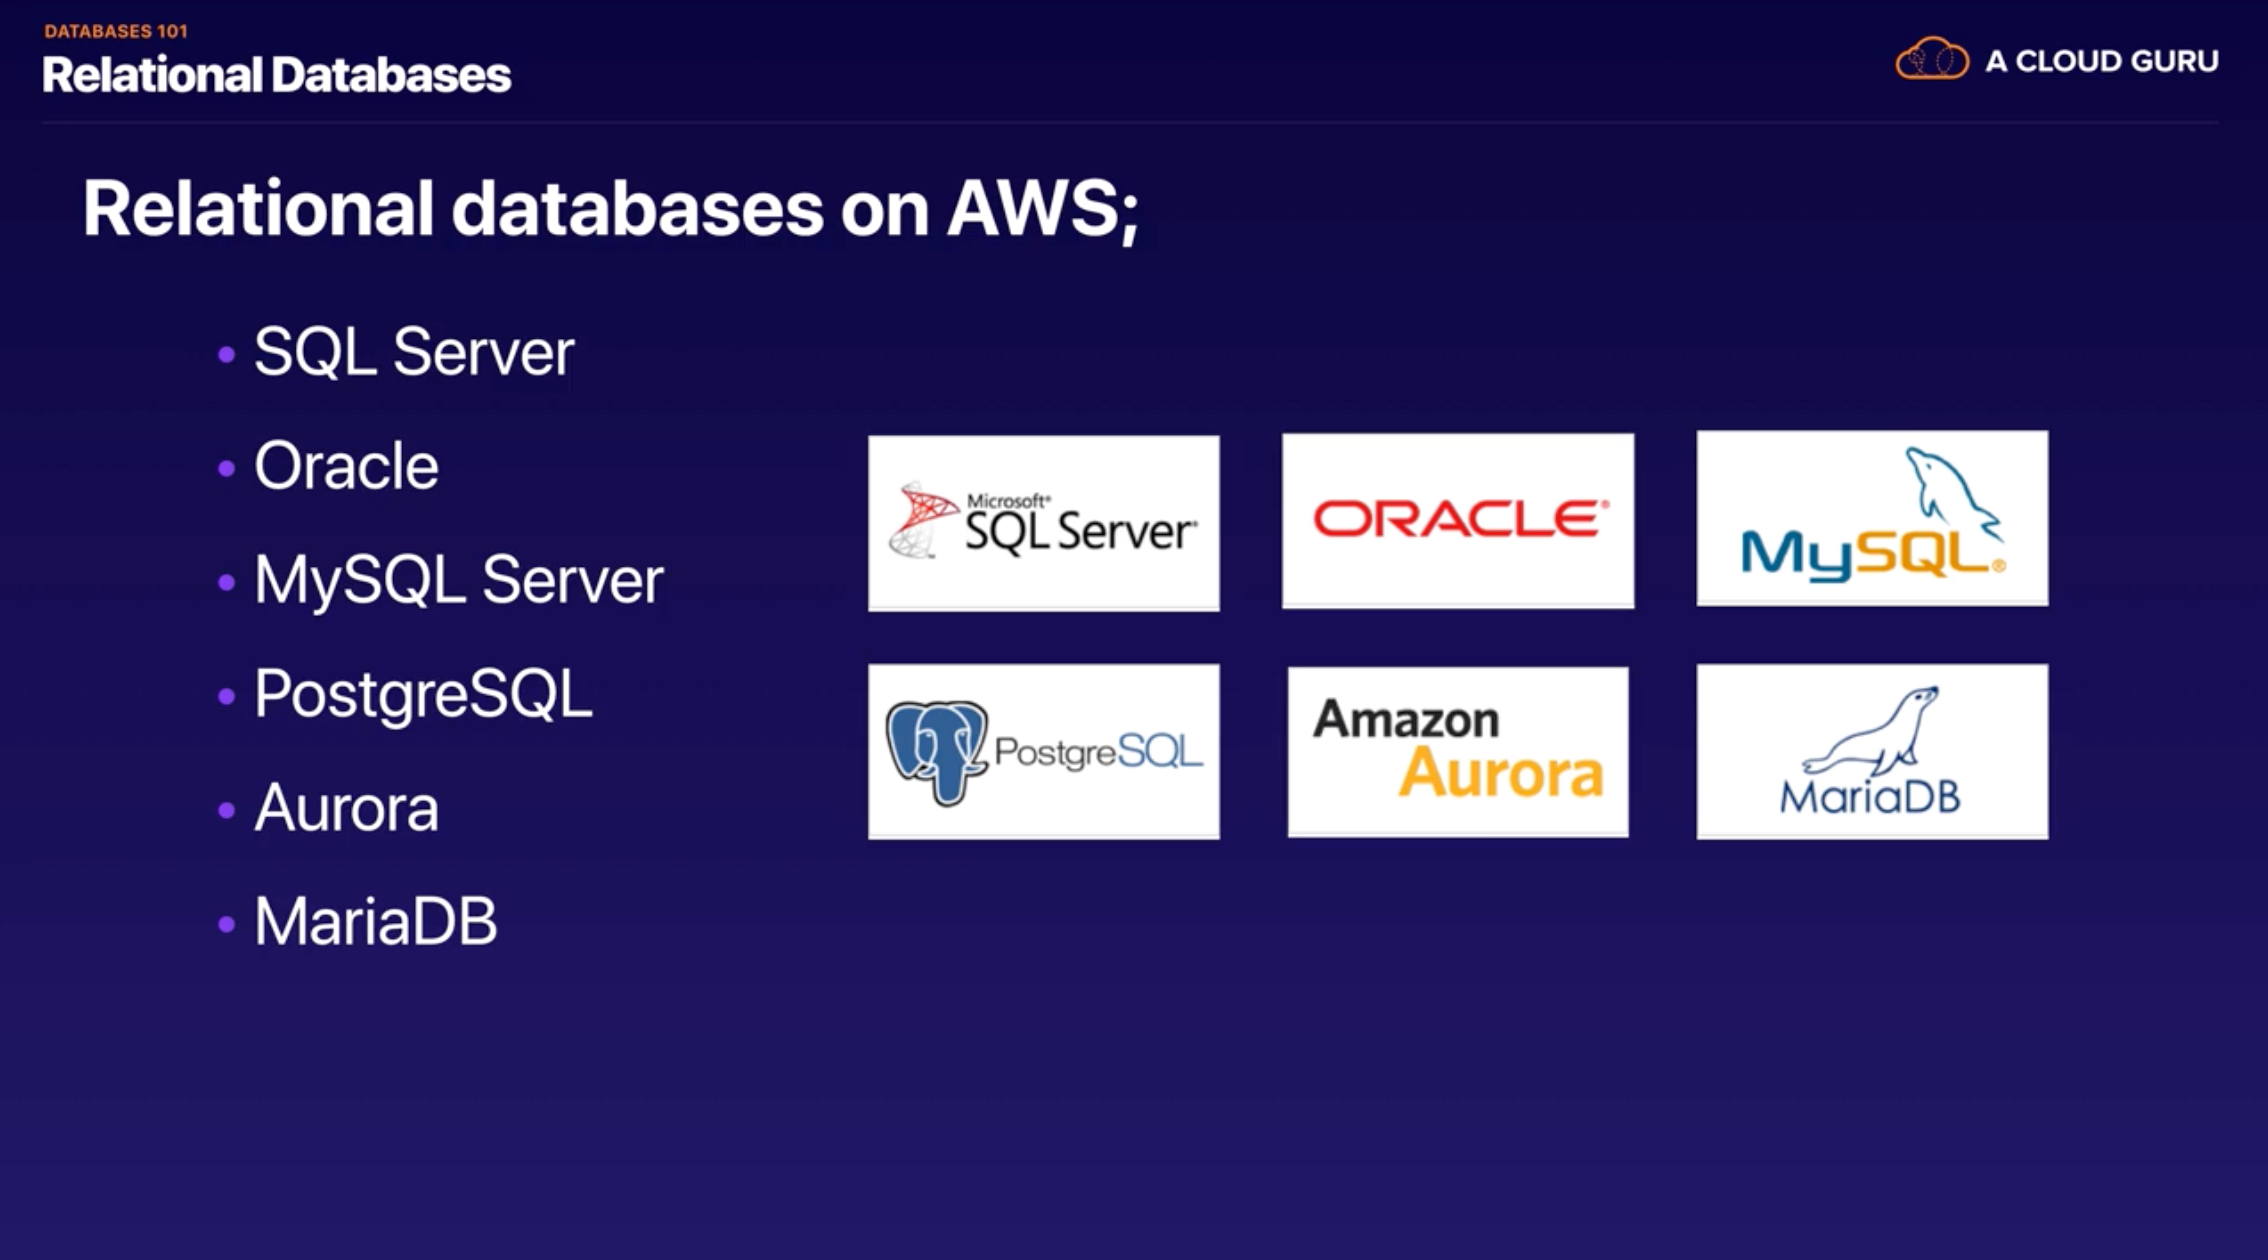 DATABASES 101
Relational Databases
A CLOUD GURU
Relational databases on AWS;
• SQL Server
• Oracle
• MySQL Server
• PostgreSQL
• Aurora
• MariaDB
Microsoft®
SQL Server®
ORACLE®
MySQL®
PostgreSQL
Amazon
Aurora
MariaDB